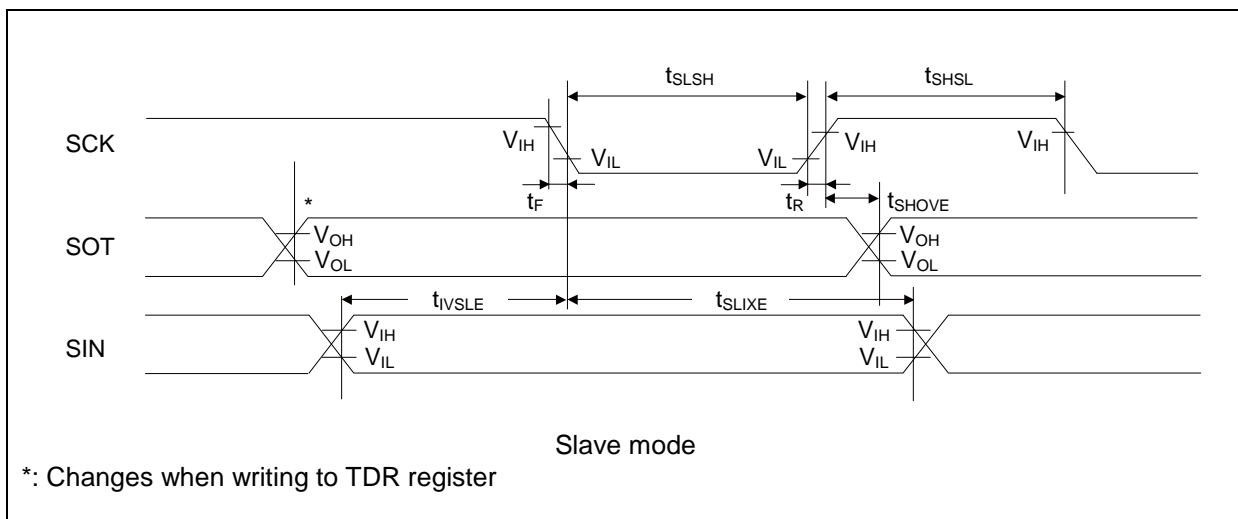 tSLSH tSHSL
SCK VIH VIL VIL VIH VIH
tF tR tSHOVE
*
SOT VOH VOH
VOL VOL
tIVSLE tSLIXE
SIN VIH VIH
VIL VIL
Slave mode
*: Changes when writing to TDR register